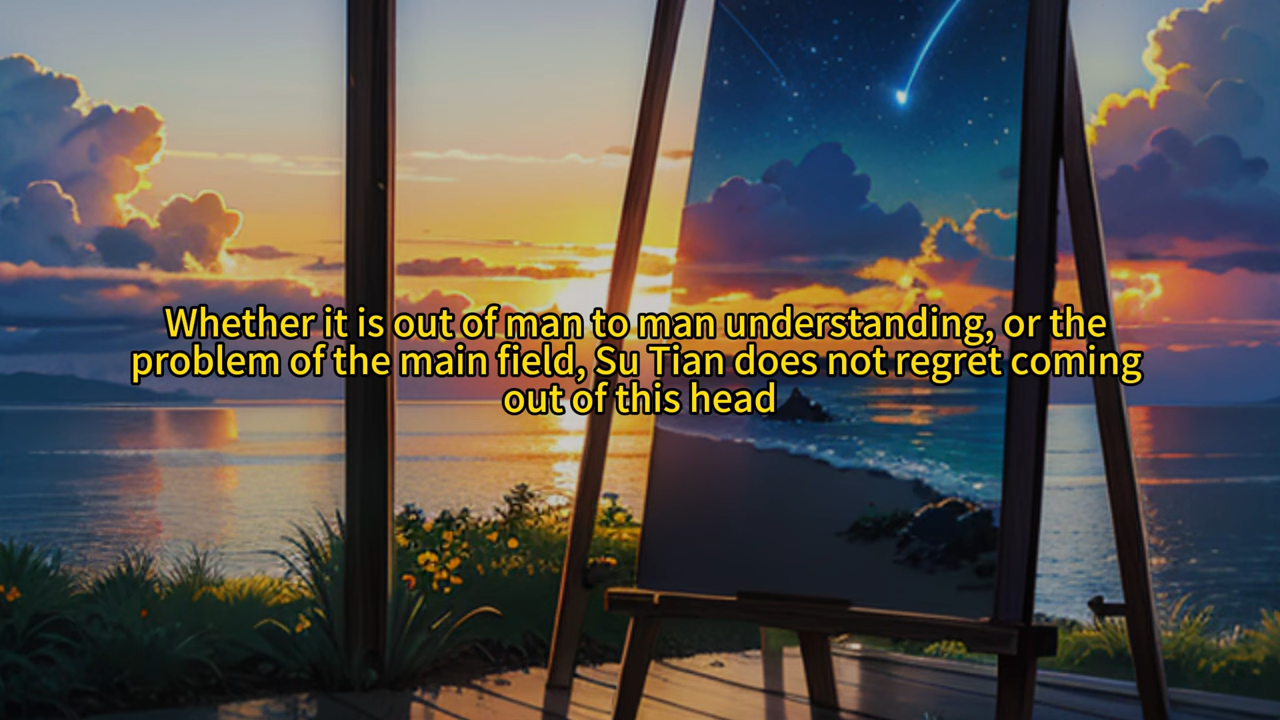 Whether it is out of man to man understanding, or the
problem of the main field, Su Tian does not regret coming
out of this head